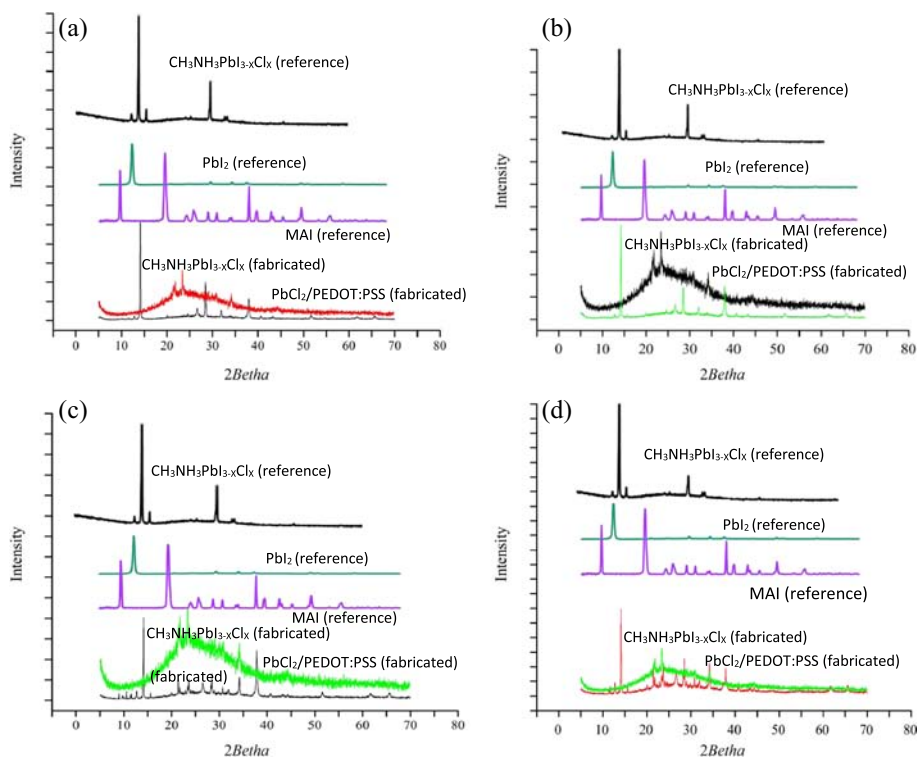 (a)
CH₃NH₃PbI₃₋ₓClₓ (reference)
PbI₂ (reference)
MAI (reference)
CH₃NH₃PbI₃₋ₓClₓ (fabricated)
PbCl₂/PEDOT:PSS (fabricated)
Intensity
0 10 20 30 40 50 60 70 80
2Betha
(b)
CH₃NH₃PbI₃₋ₓClₓ (reference)
PbI₂ (reference)
MAI (reference)
CH₃NH₃PbI₃₋ₓClₓ (fabricated)
PbCl₂/PEDOT:PSS (fabricated)
Intensity
0 10 20 30 40 50 60 70 80
2Betha
(c)
CH₃NH₃PbI₃₋ₓClₓ (reference)
PbI₂ (reference)
MAI (reference)
CH₃NH₃PbI₃₋ₓClₓ (fabricated)
PbCl₂/PEDOT:PSS (fabricated)
(fabricated)
Intensity
0 10 20 30 40 50 60 70 80
2Betha
(d)
CH₃NH₃PbI₃₋ₓClₓ (reference)
PbI₂ (reference)
MAI (reference)
CH₃NH₃PbI₃₋ₓClₓ (fabricated)
PbCl₂/PEDOT:PSS (fabricated)
Intensity
0 10 20 30 40 50 60 70 80
2Betha